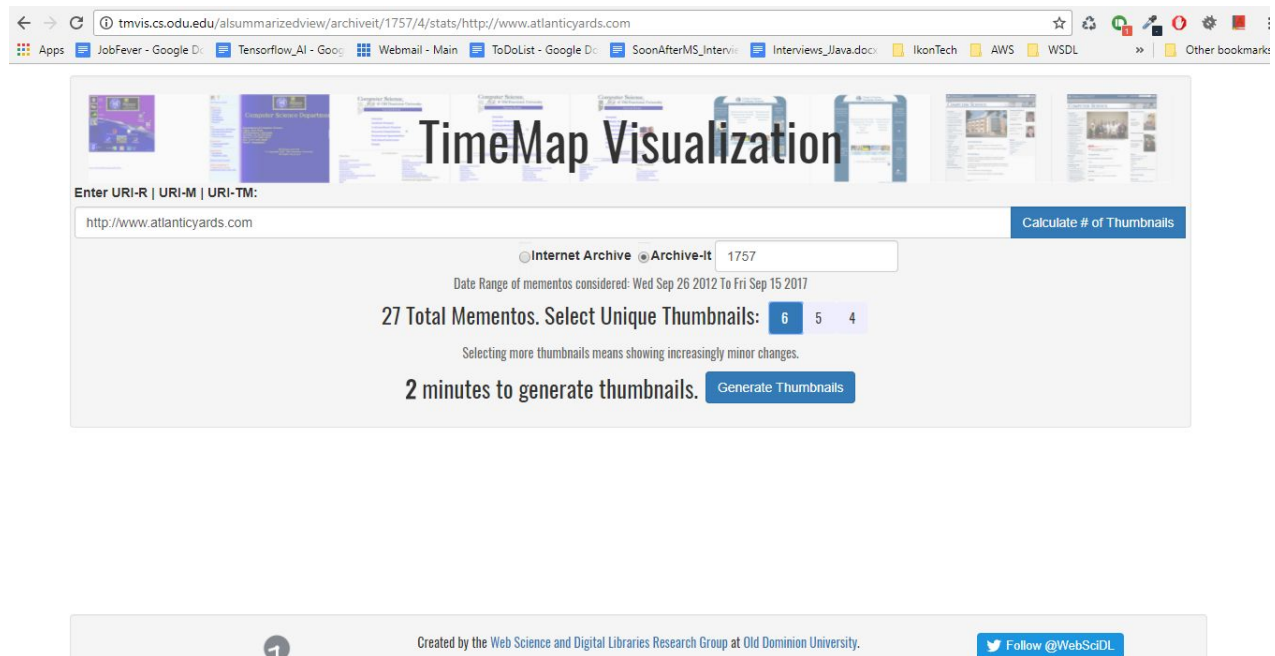 tmvis.cs.odu.edu/alsummarizedview/archiveit/1757/4/stats/http://www.atlanticyards.com
Apps JobFever - Google Do Tensorflow_AI - Goog Webmail - Main ToDoList - Google Do SoonAfterMS_Intervie Interviews_JJava.docx IkonTech AWS WSDL » Other bookmarks
TimeMap Visualization
Enter URI-R | URI-M | URI-TM:
http://www.atlanticyards.com Calculate # of Thumbnails
Internet Archive Archive-It 1757
Date Range of mementos considered: Wed Sep 26 2012 To Fri Sep 15 2017
27 Total Mementos. Select Unique Thumbnails: 6 5 4
Selecting more thumbnails means showing increasingly minor changes.
2 minutes to generate thumbnails. Generate Thumbnails
Created by the Web Science and Digital Libraries Research Group at Old Dominion University.
Follow @WebSciDL